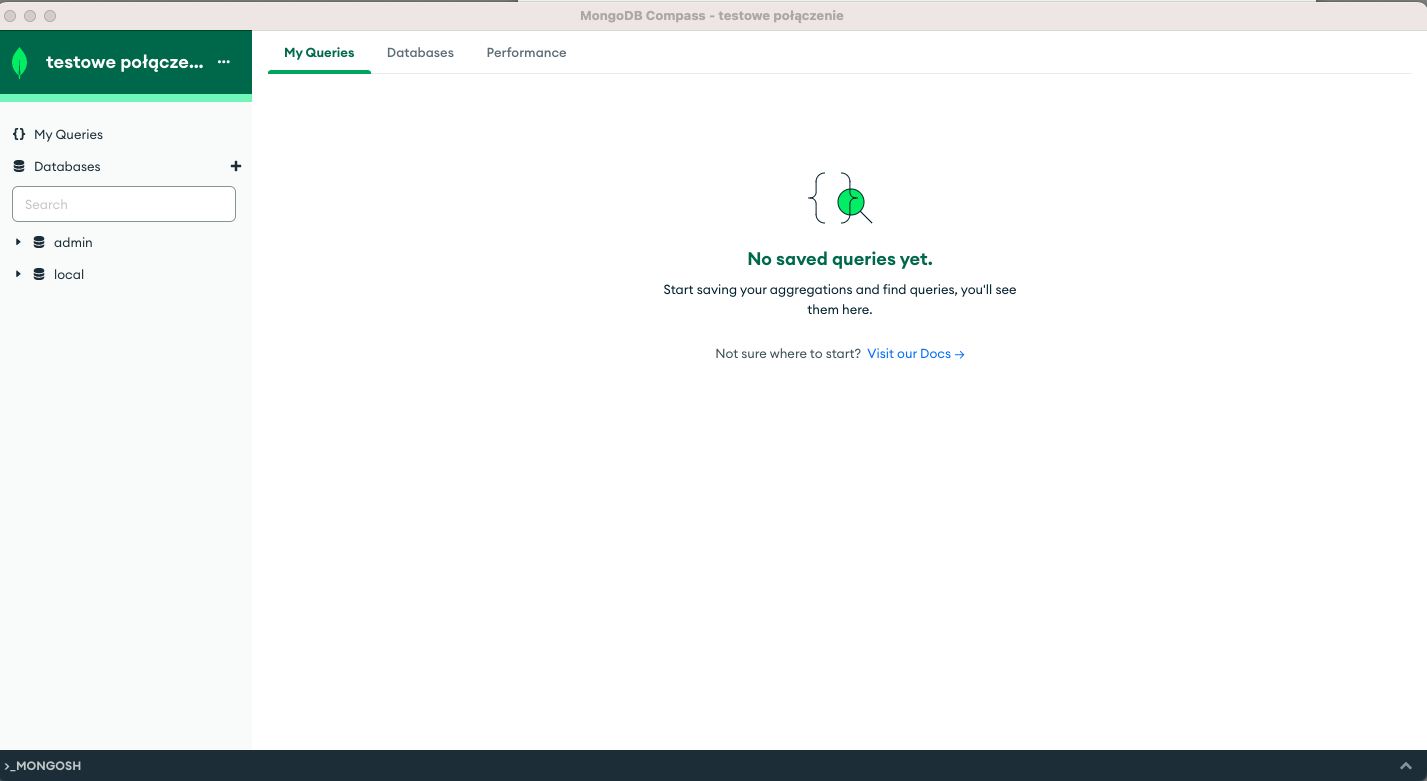 MongoDB Compass - testowe połączenie
testowe połącze...
My Queries
Databases
Performance
{} My Queries
Databases
Search
admin
local
No saved queries yet.
Start saving your aggregations and find queries, you'll see
them here.
Not sure where to start? Visit our Docs →
>_MONGOSH